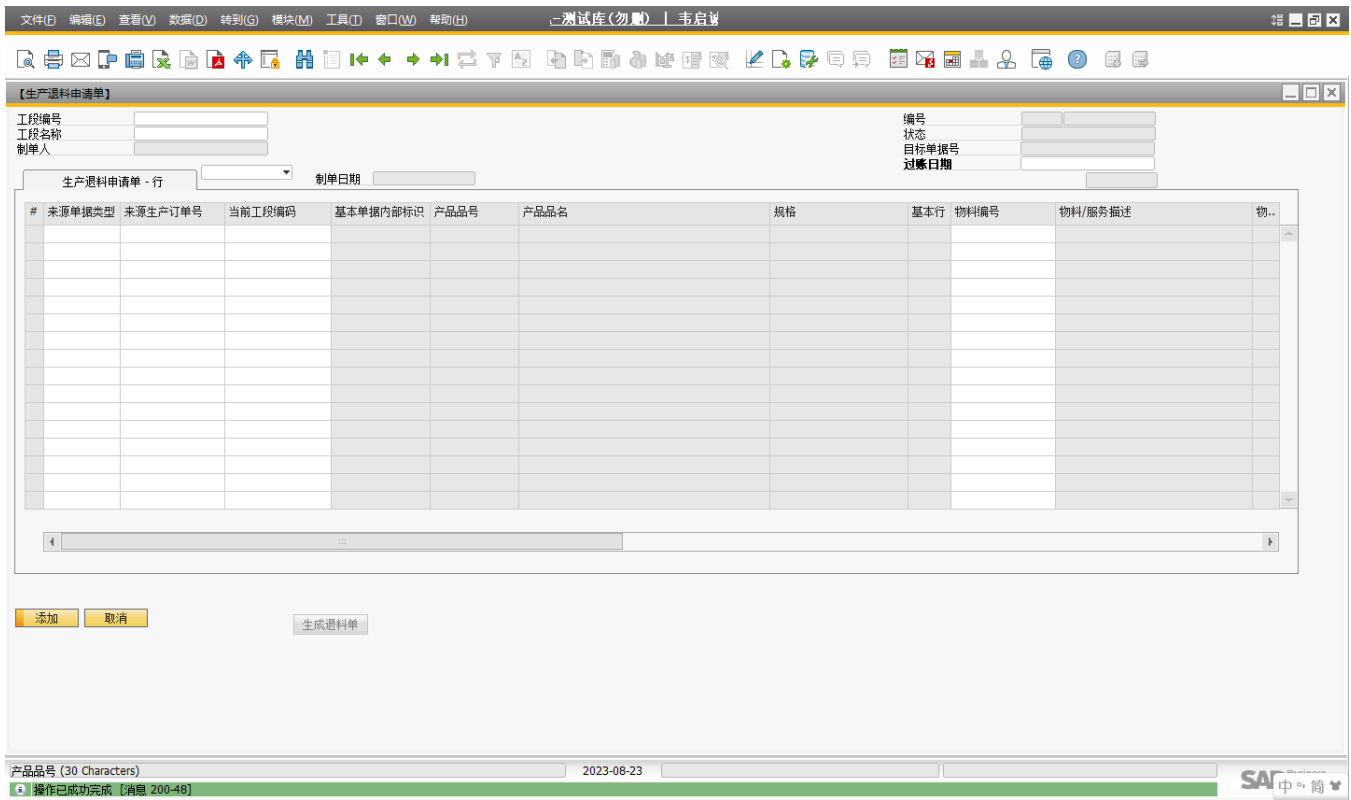 文件(F) 编辑(E) 查看(V) 数据(D) 转到(G) 模块(M) 工具(T) 窗口(W) 帮助(H) 测试库(勿删) | 韦启
【生产退料申请单】
工段编号 编号
工段名称 状态
制单人 目标单据号
过账日期
生产退料申请单 - 行 制单日期
# 来源单据类型 来源生产订单号 当前工段编码 基本单据内部标识 产品品号 产品品名 规格 基本行 物料编号 物料/服务描述 物..
添加 取消 生成退料单
产品品号 (30 Characters) 2023-08-23
操作已成功完成 [消息 200-48]
SAP
中 简